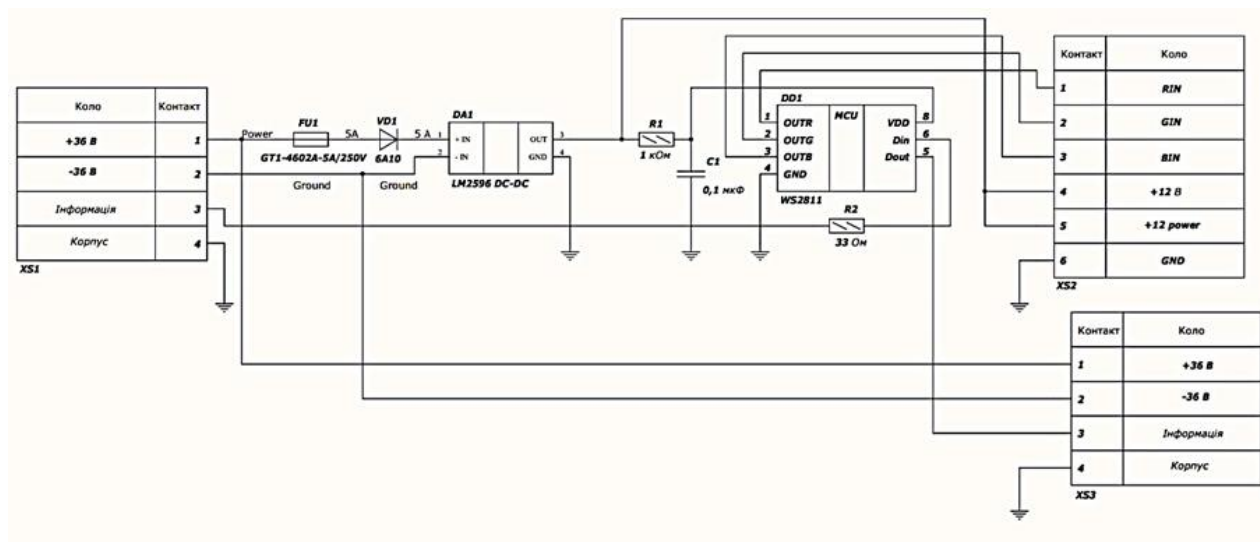 Коло Контакт
+36 В 1
-36 В 2
Інформація 3
Корпус 4
XS1
Power
FU1
5A
GT1-4602A-5A/250V
VD1
6A10
5 A
Ground
Ground
DA1
1 + IN OUT 3
2 - IN GND 4
LM2596 DC-DC
R1
1 кОм
C1
0,1 мкФ
DD1
MCU
1 OUTR VDD 8
2 OUTG Din 6
3 OUTB Dout 5
4 GND
WS2811
R2
33 Ом
Контакт Коло
1 RIN
2 GIN
3 BIN
4 +12 В
5 +12 power
6 GND
XS2
Контакт Коло
1 +36 В
2 -36 В
3 Інформація
4 Корпус
XS3